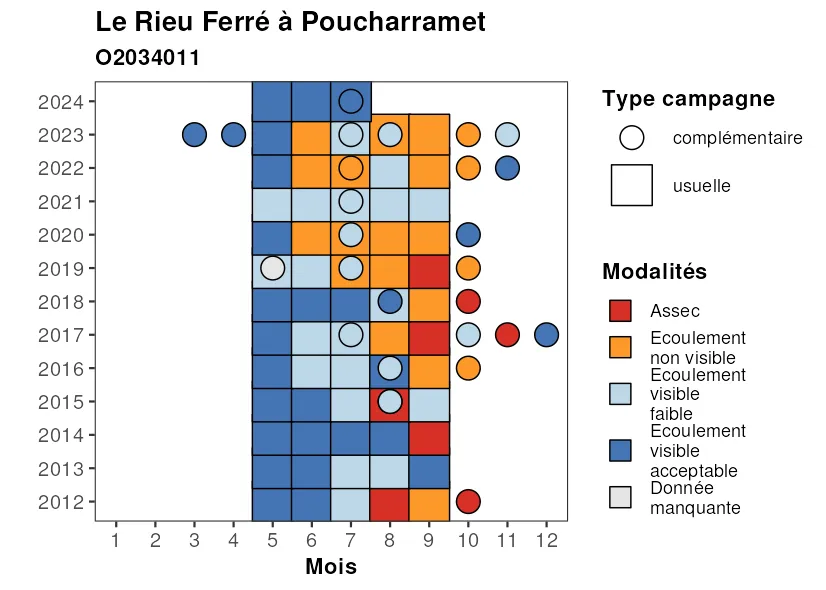 Le Rieu Ferré à Poucharramet
O2034011
2024
2023
2022
2021
2020
2019
2018
2017
2016
2015
2014
2013
2012
1 2 3 4 5 6 7 8 9 10 11 12
Mois
Type campagne
complémentaire
usuelle
Modalités
Assec
Ecoulement
non visible
Ecoulement
visible
faible
Ecoulement
visible
acceptable
Donnée
manquante